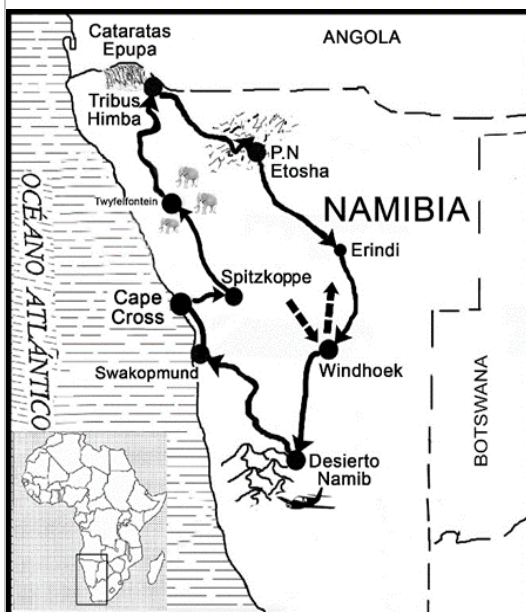 Cataratas
Epupa
ANGOLA
Tribus
Himba
P.N
Etosha
Twyfelfontein
NAMIBIA
OCÉANO ATLÁNTICO
Erindi
Spitzkoppe
Cape
Cross
Swakopmund
Windhoek
BOTSWANA
Desierto
Namib